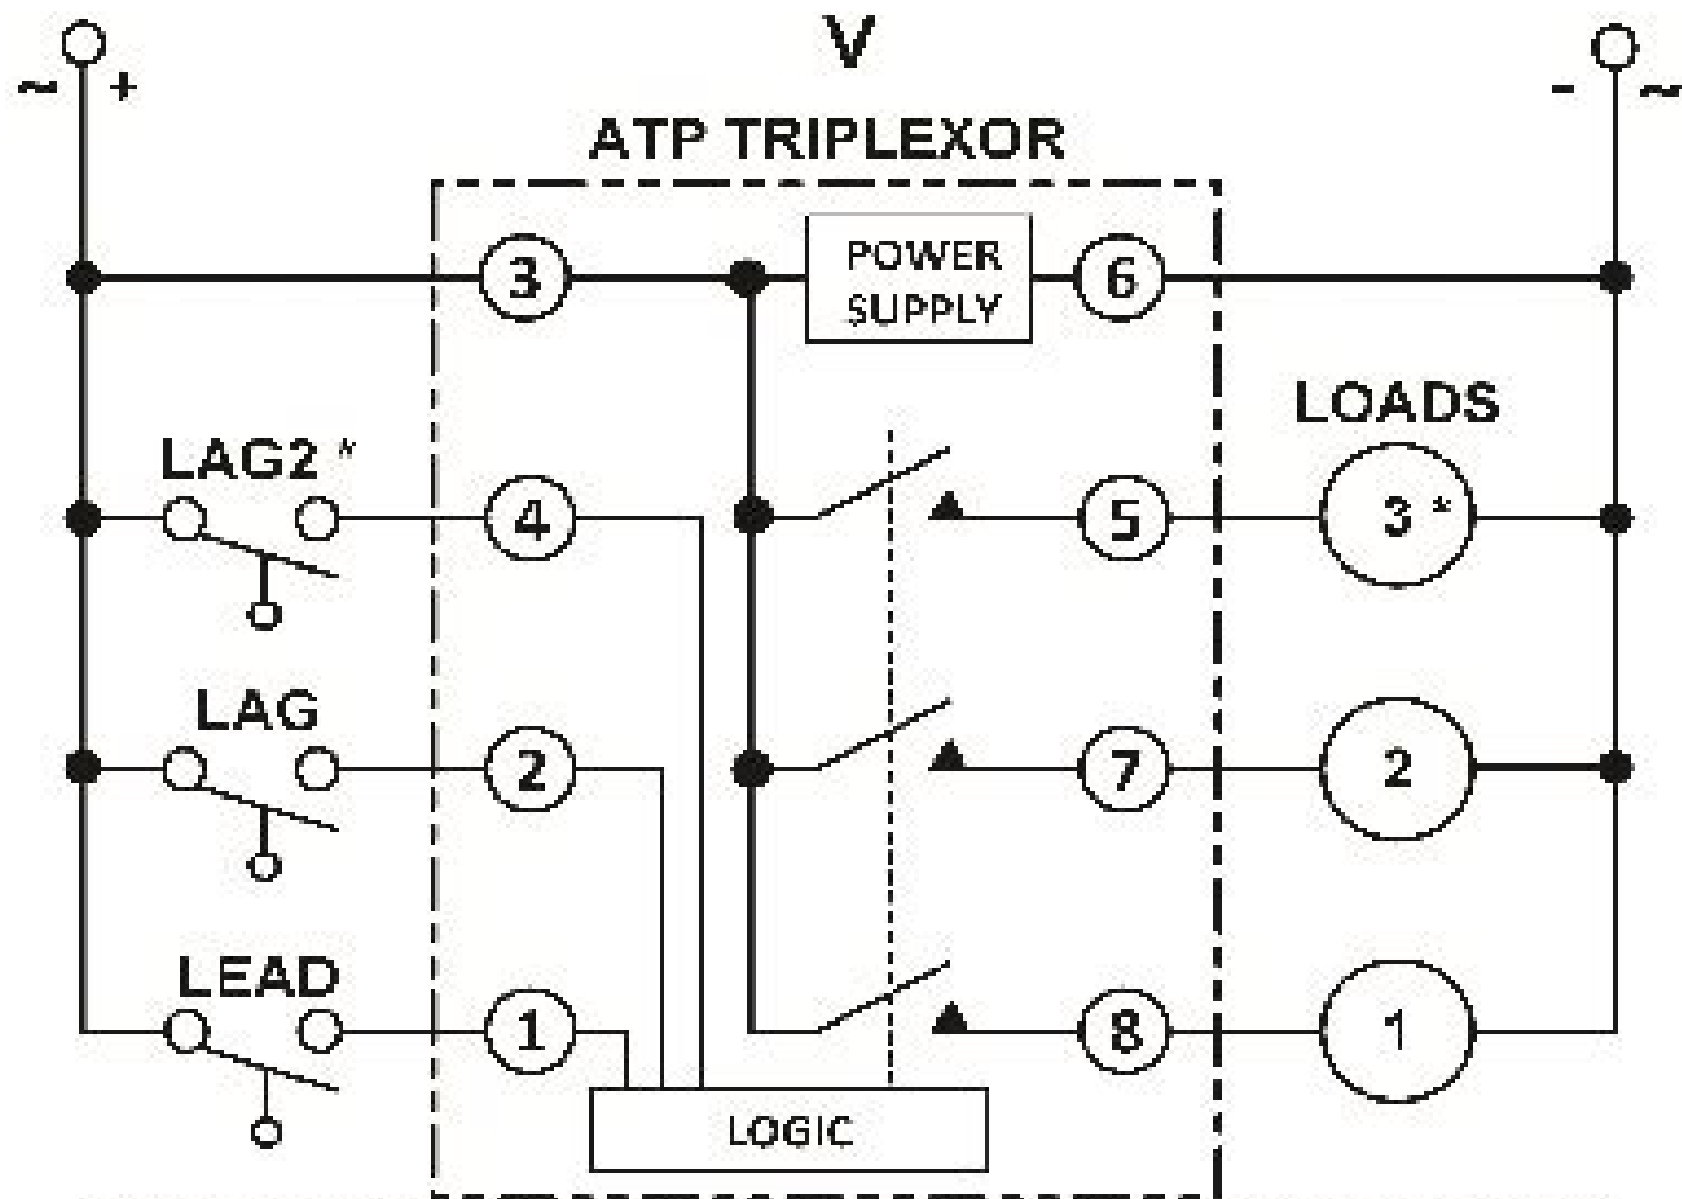 V
~ +
- ~
ATP TRIPLEXOR
3
POWER
SUPPLY
6
LOADS
LAG2 *
4
5
3 *
LAG
2
7
2
LEAD
1
8
1
LOGIC